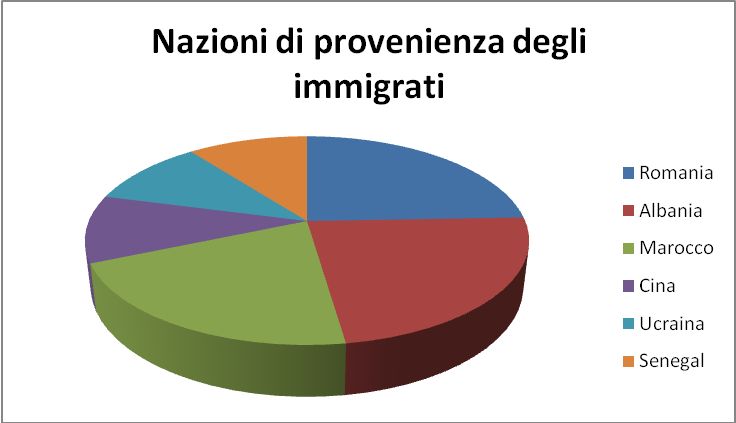 Nazioni di provenienza degli
immigrati
Romania
Albania
Marocco
Cina
Ucraina
Senegal